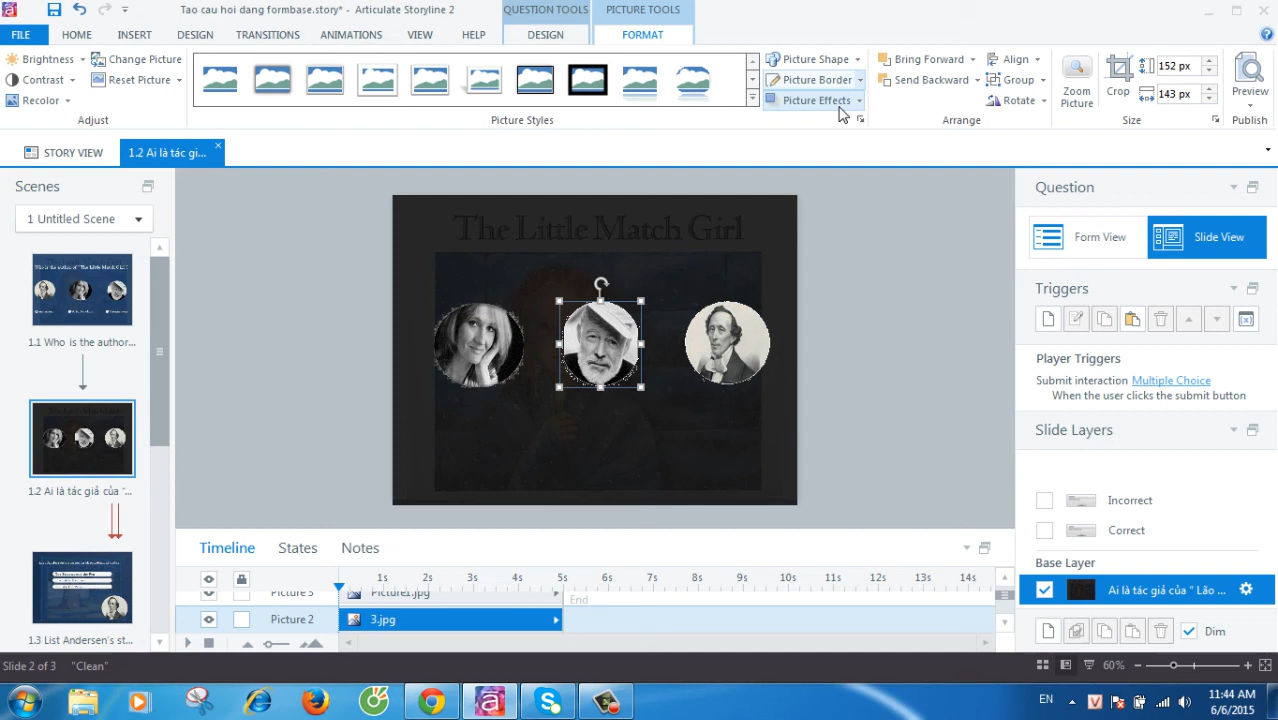 Tao cau hoi dang formbase.story* - Articulate Storyline 2
QUESTION TOOLS
PICTURE TOOLS
FILE
HOME
INSERT
DESIGN
TRANSITIONS
ANIMATIONS
VIEW
HELP
DESIGN
FORMAT
Brightness
Change Picture
Contrast
Reset Picture
Recolor
Adjust
Picture Styles
Picture Shape
Picture Border
Picture Effects
Bring Forward
Send Backward
Align
Group
Rotate
Arrange
Zoom
Picture
Crop
152 px
143 px
Size
Preview
Publish
STORY VIEW
1.2 Ai là tác gi...
Scenes
1 Untitled Scene
1.1 Who is the author...
1.2 Ai là tác giả của "...
1.3 List Andersen's st...
The Little Match Girl
Question
Form View
Slide View
Triggers
Player Triggers
Submit interaction Multiple Choice
When the user clicks the submit button
Slide Layers
Incorrect
Correct
Base Layer
Ai là tác giả của " Lão ...
Dim
Timeline
States
Notes
1s 2s 3s 4s 5s 6s 7s 8s 9s 10s 11s 12s 13s 14s
Picture 3
Picture1.jpg
End
Picture 2
3.jpg
Slide 2 of 3
"Clean"
60%
EN
11:44 AM
6/6/2015